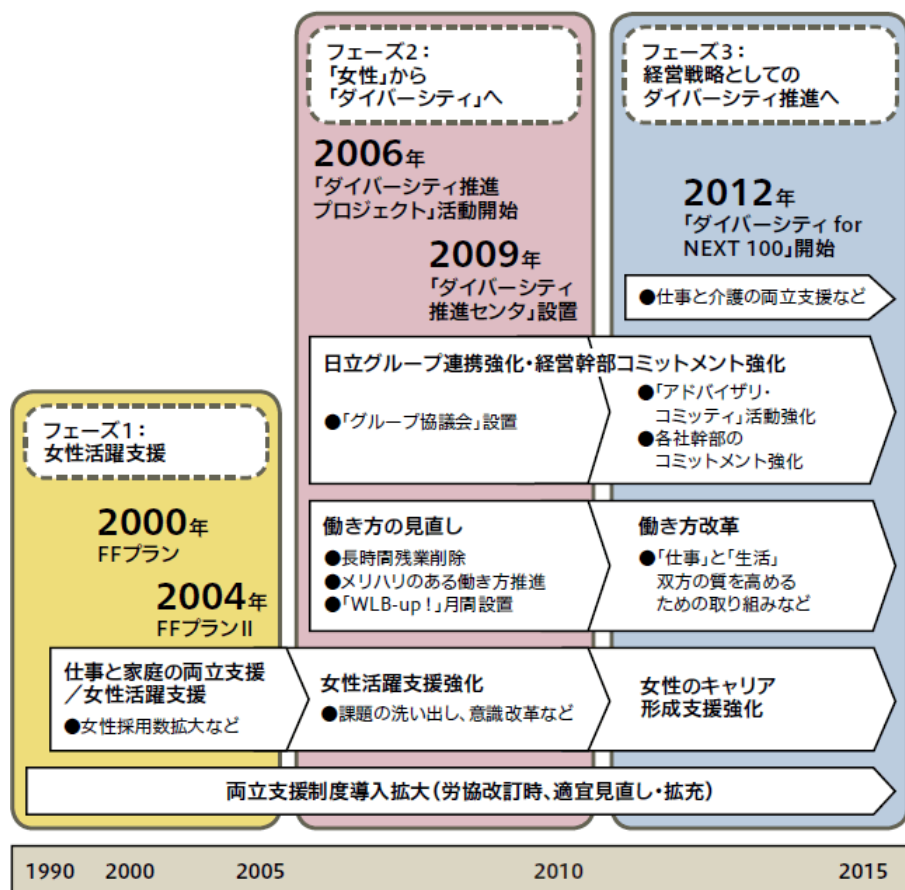 フェーズ1：
女性活躍支援
2000年
FFプラン
2004年
FFプランII
フェーズ2：
「女性」から
「ダイバーシティ」へ
2006年
「ダイバーシティ推進
プロジェクト」活動開始
2009年
「ダイバーシティ
推進センタ」設置
フェーズ3：
経営戦略としての
ダイバーシティ推進へ
2012年
「ダイバーシティ for
NEXT 100」開始
●仕事と介護の両立支援など
日立グループ連携強化・経営幹部コミットメント強化
●「グループ協議会」設置
●「アドバイザリ・
コミッティ」活動強化
●各社幹部の
コミットメント強化
働き方の見直し
●長時間残業削除
●メリハリのある働き方推進
●「WLB-up！」月間設置
働き方改革
●「仕事」と「生活」
双方の質を高める
ための取り組みなど
仕事と家庭の両立支援
／女性活躍支援
●女性採用数拡大など
女性活躍支援強化
●課題の洗い出し、意識改革など
女性のキャリア
形成支援強化
両立支援制度導入拡大（労協改訂時、適宜見直し・拡充）
1990 2000 2005 2010 2015